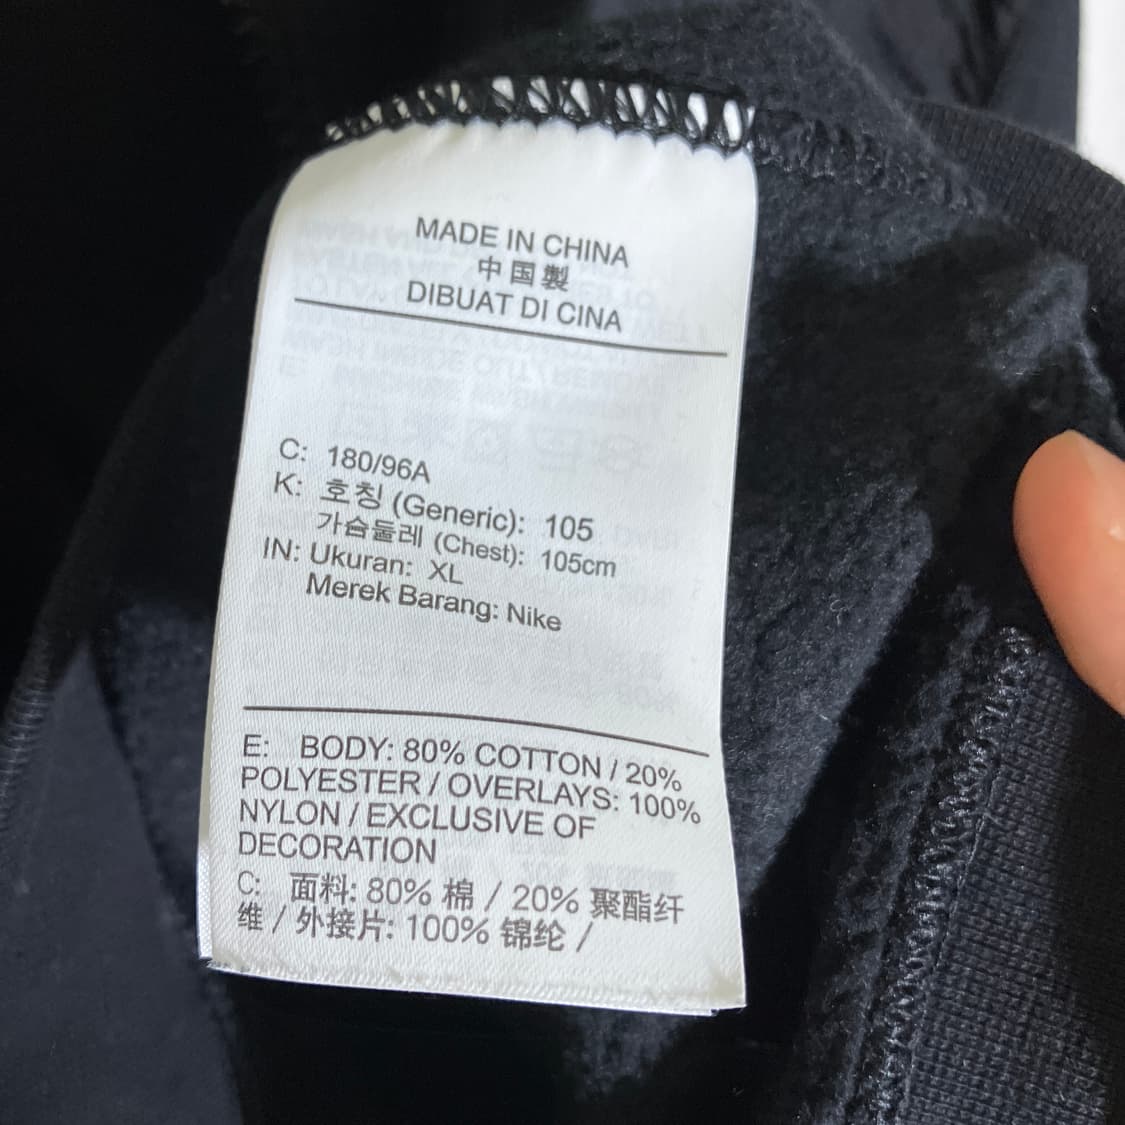 MADE IN CHINA
中国製
DIBUAT DI CINA
C: 180/96A
K: 호칭 (Generic): 105
가슴둘레 (Chest): 105cm
IN: Ukuran: XL
Merek Barang: Nike
E: BODY: 80% COTTON / 20%
POLYESTER / OVERLAYS: 100%
NYLON / EXCLUSIVE OF
DECORATION
C: 面料: 80% 棉 / 20% 聚酯纤
维 / 外接片: 100% 锦纶 /